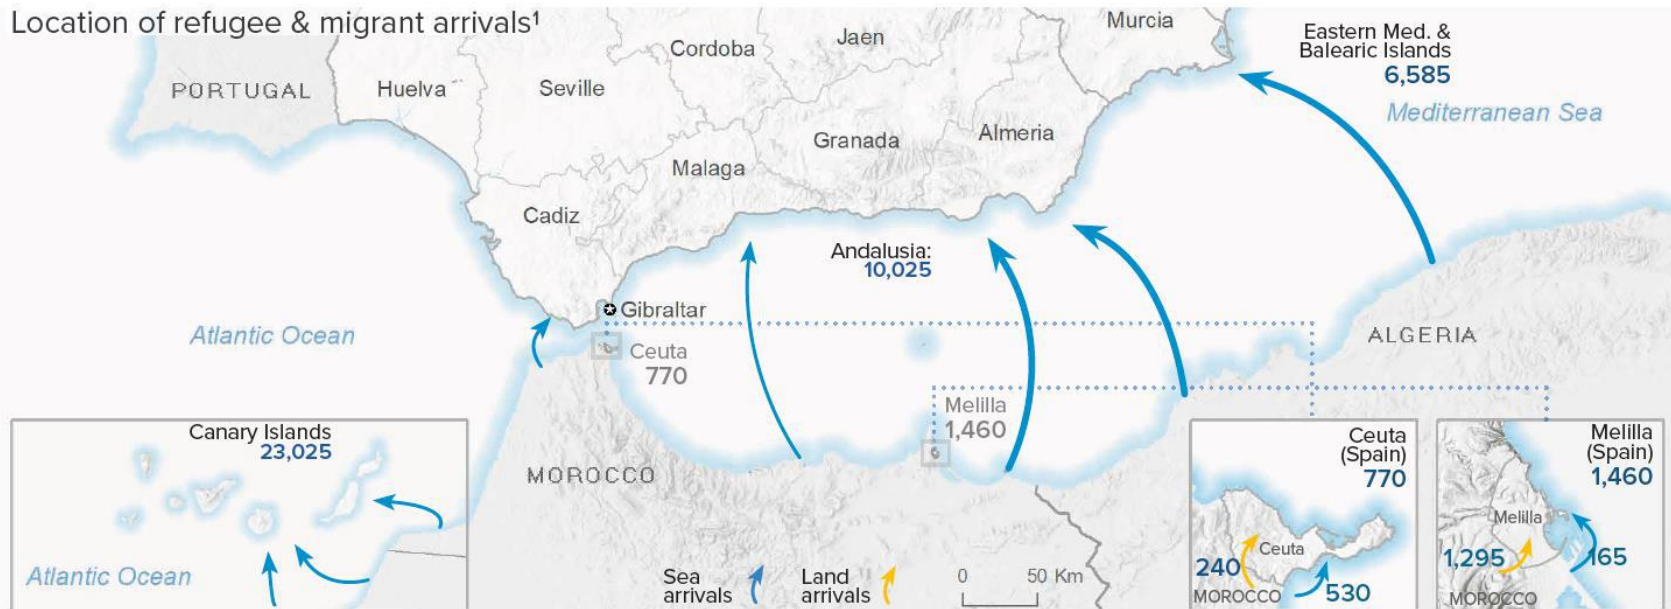 Location of refugee & migrant arrivals¹
Murcia
Eastern Med. &
Balearic Islands
6,585
Mediterranean Sea
Jaen
Cordoba
PORTUGAL
Huelva
Seville
Granada
Almeria
Malaga
Cadiz
Andalusia:
10,025
Gibraltar
Atlantic Ocean
ALGERIA
Ceuta
770
Melilla
1,460
MOROCCO
Canary Islands
23,025
Atlantic Ocean
Sea
arrivals
Land
arrivals
0 50 Km
Ceuta
(Spain)
770
Ceuta
240
MOROCCO
530
Melilla
(Spain)
1,460
Melilla
1,295
165
MOROCCO